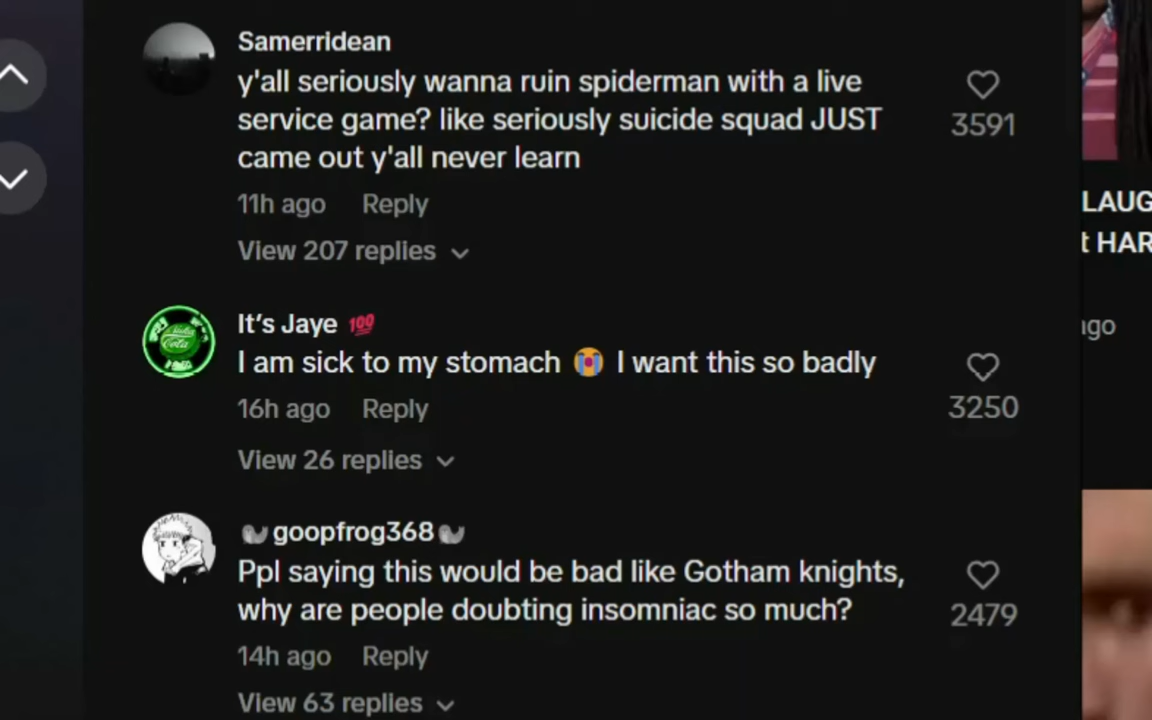 Samerridean
y'all seriously wanna ruin spiderman with a live
service game? like seriously suicide squad JUST
came out y'all never learn
3591
11h ago Reply
View 207 replies
It's Jaye 💯
I am sick to my stomach 😭 I want this so badly
3250
16h ago Reply
View 26 replies
🦭goopfrog368🦭
Ppl saying this would be bad like Gotham knights,
why are people doubting insomniac so much?
2479
14h ago Reply
View 63 replies
LAUG
t HAR
ago
Nuka
Cola